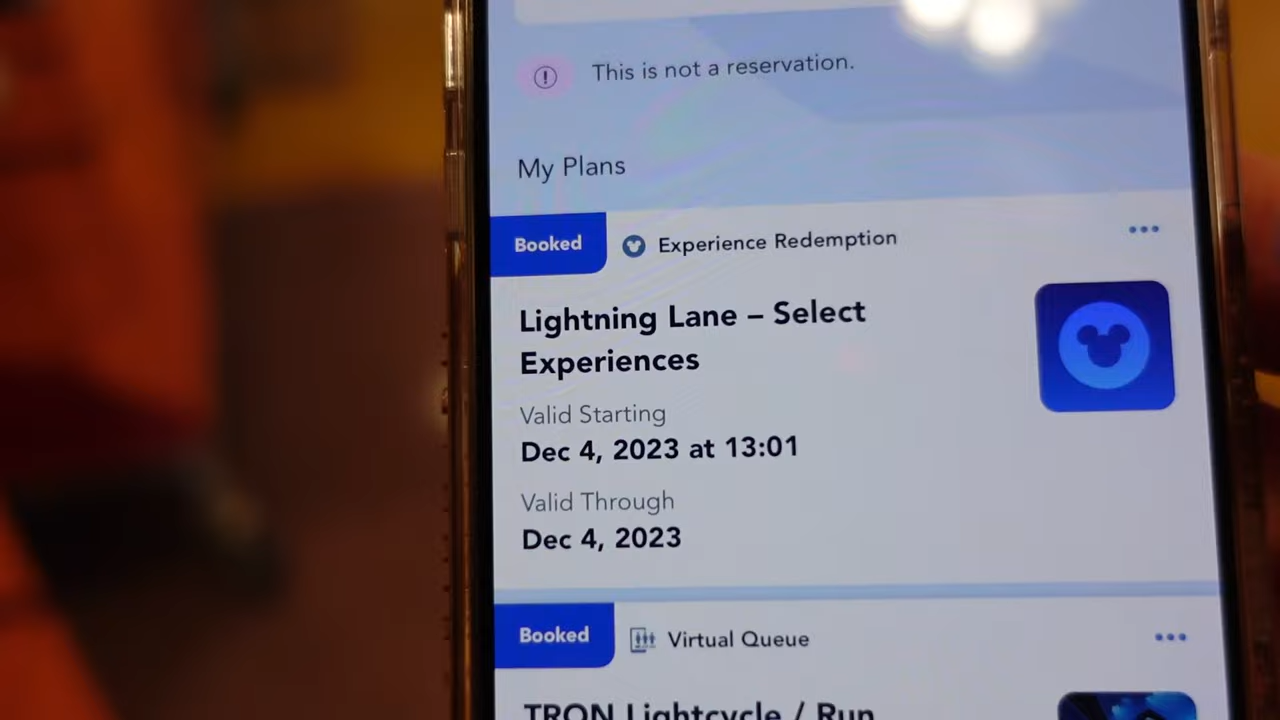 This is not a reservation.
My Plans
Booked
Experience Redemption
Lightning Lane – Select
Experiences
Valid Starting
Dec 4, 2023 at 13:01
Valid Through
Dec 4, 2023
Booked
Virtual Queue
TRON Lightcycle / Run